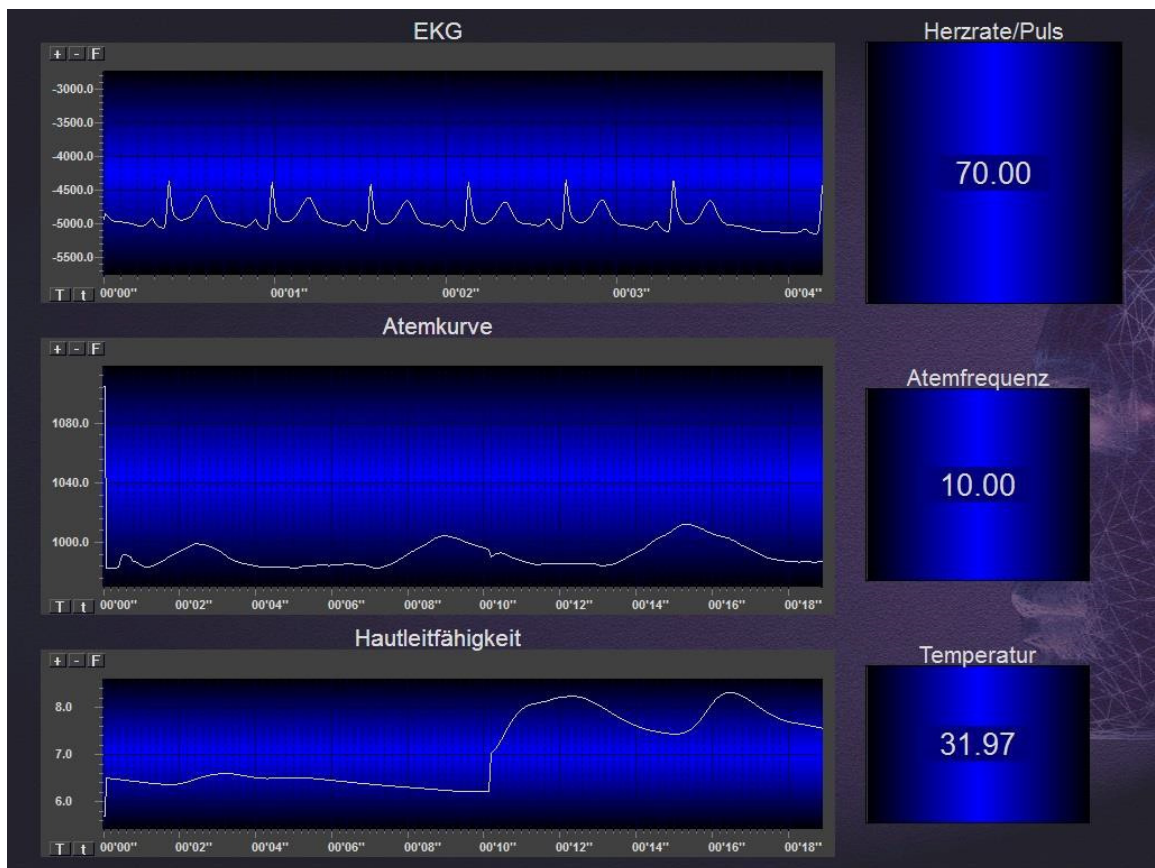 EKG
+ - F
-3000.0
-3500.0
-4000.0
-4500.0
-5000.0
-5500.0
T t 00'00" 00'01" 00'02" 00'03" 00'04"
Herzrate/Puls
70.00
Atemkurve
+ - F
1080.0
1040.0
1000.0
T t 00'00" 00'02" 00'04" 00'06" 00'08" 00'10" 00'12" 00'14" 00'16" 00'18"
Atemfrequenz
10.00
Hautleitfähigkeit
+ - F
8.0
7.0
6.0
T t 00'00" 00'02" 00'04" 00'06" 00'08" 00'10" 00'12" 00'14" 00'16" 00'18"
Temperatur
31.97